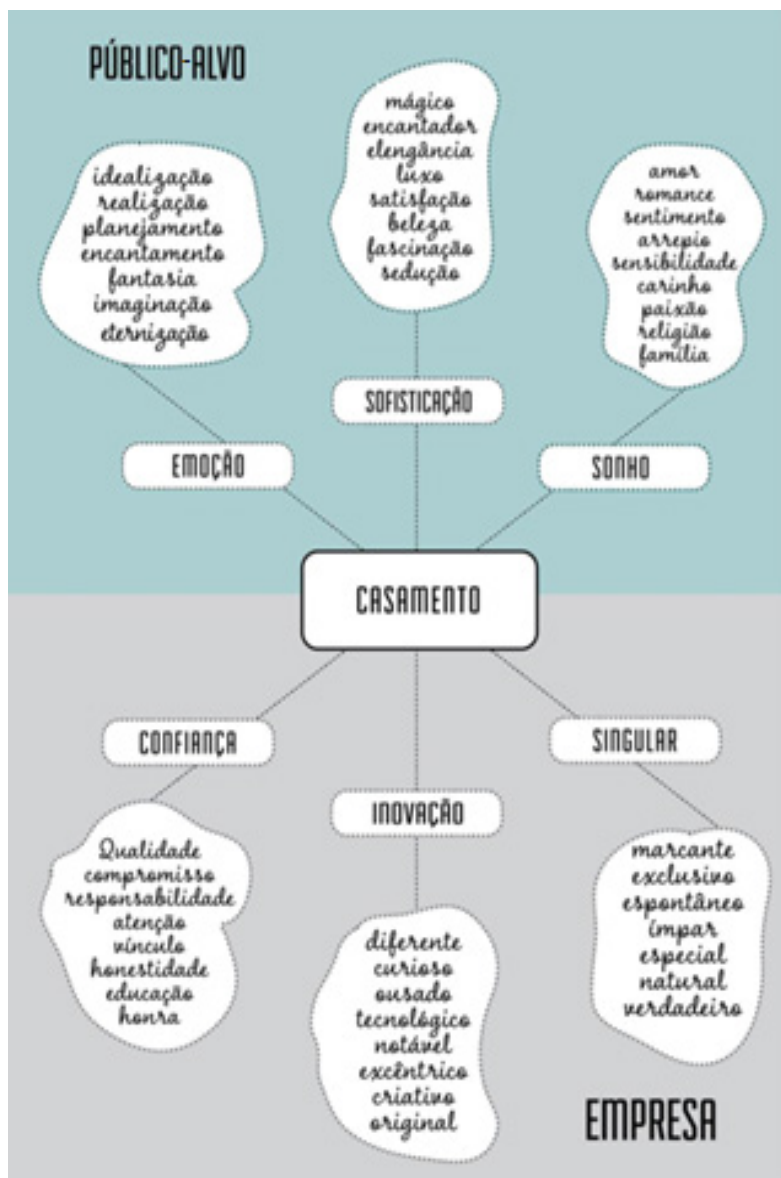 PÚBLICO-ALVO
idealização
realização
planejamento
encantamento
fantasia
imaginação
eternização
EMOÇÃO
mágico
encantador
elengância
luxo
satisfação
beleza
fascinação
sedução
SOFISTICAÇÃO
amor
romance
sentimento
arrepio
sensibilidade
carinho
paixão
religião
família
SONHO
CASAMENTO
CONFIANÇA
Qualidade
compromisso
responsabilidade
atenção
vínculo
honestidade
educação
honra
INOVAÇÃO
diferente
curioso
ousado
tecnológico
notável
excêntrico
criativo
original
SINGULAR
marcante
exclusivo
espontâneo
ímpar
especial
natural
verdadeiro
EMPRESA